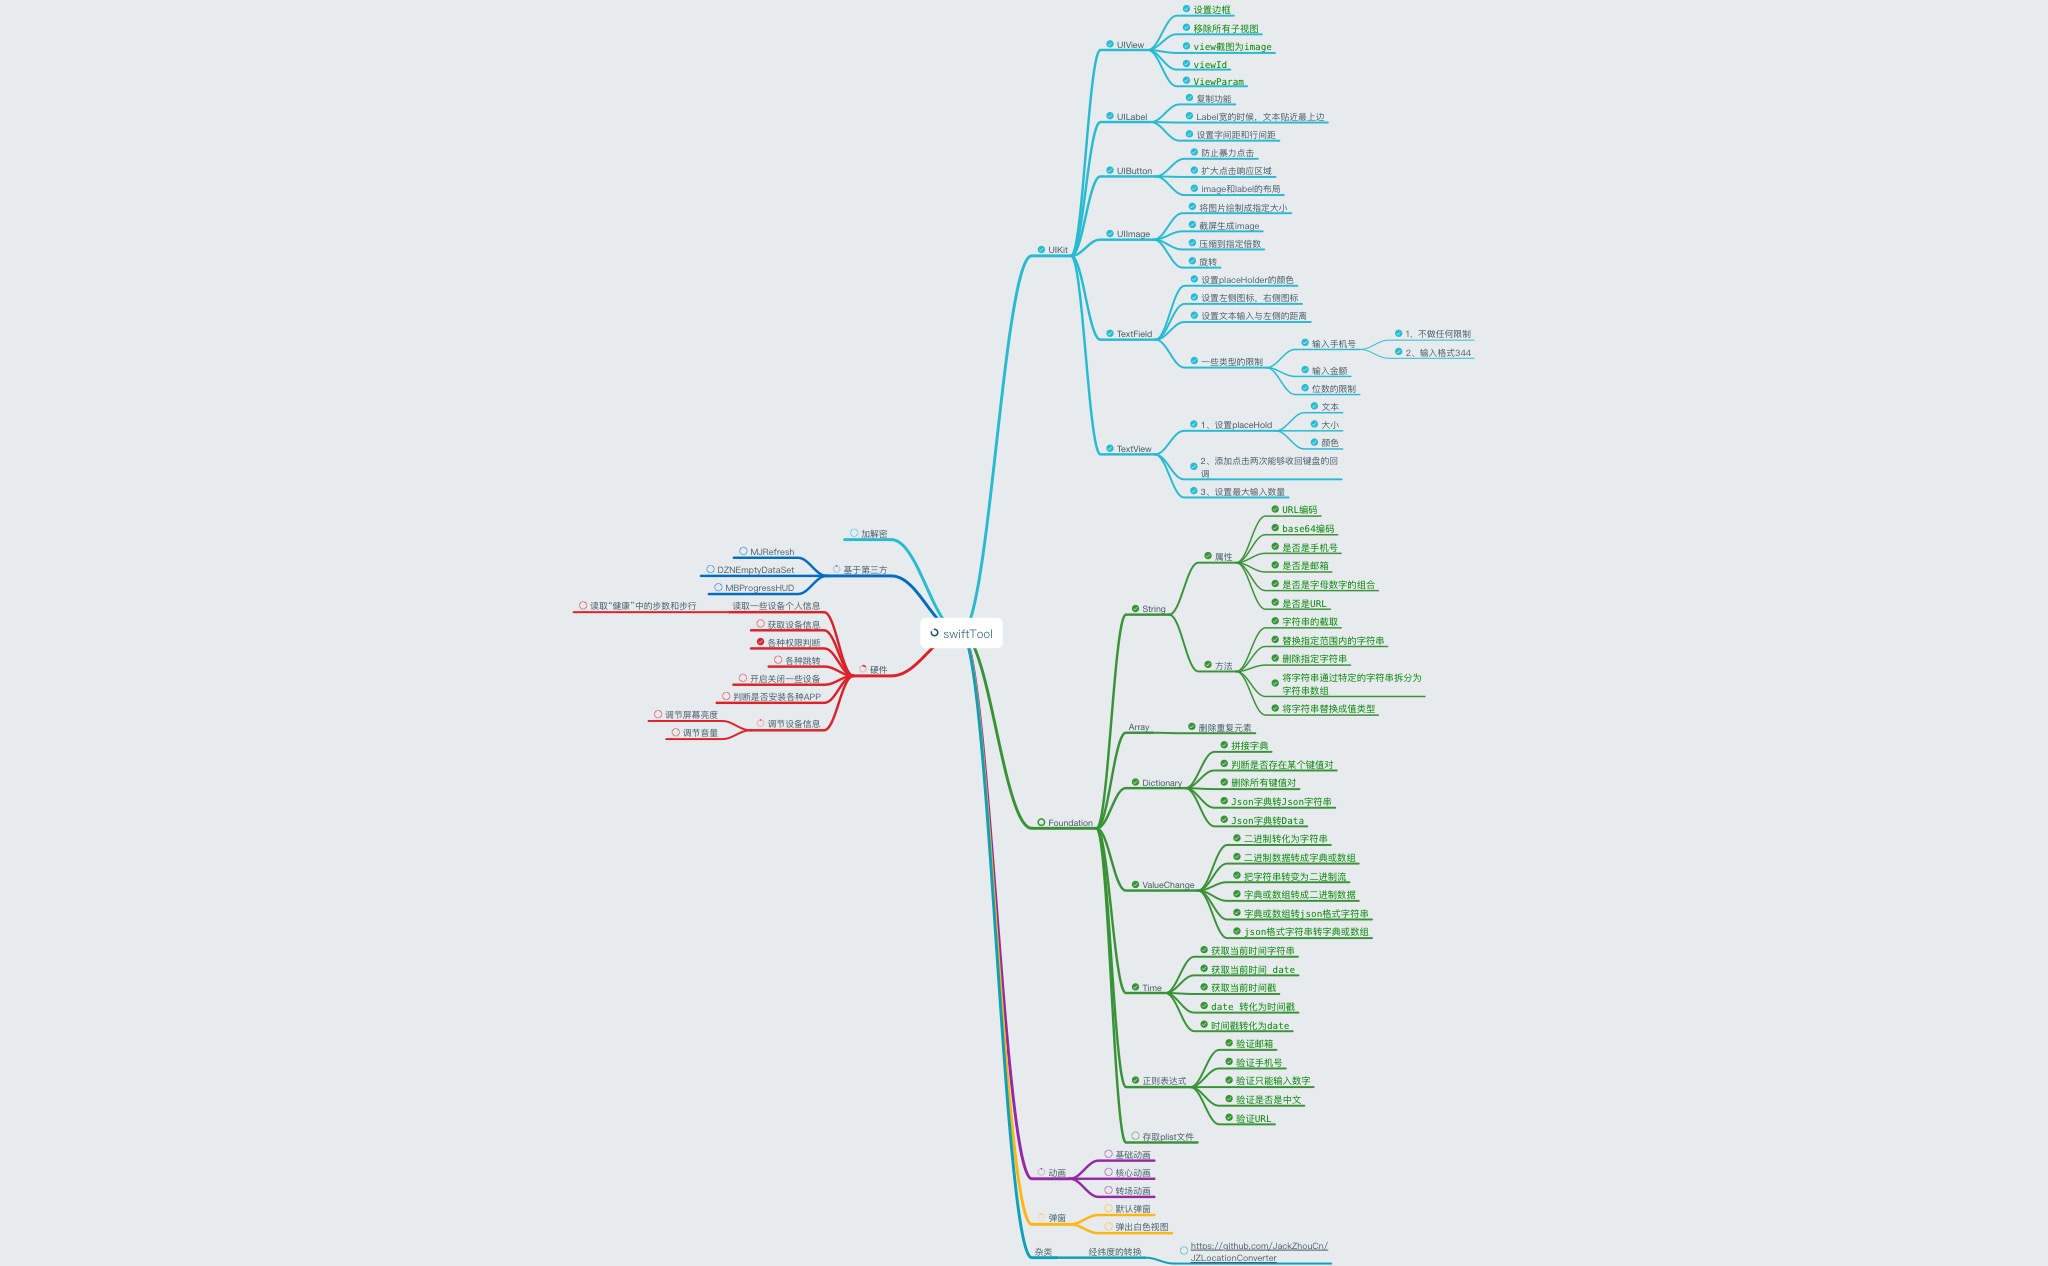 swiftTool
UIKit
UIView
设置边框
移除所有子视图
view截图为image
viewId
ViewParam
UILabel
复制功能
Label宽的时候，文本贴近最上边
设置字间距和行间距
UIButton
防止暴力点击
扩大点击响应区域
image和label的布局
UIImage
将图片绘制成指定大小
截屏生成image
压缩到指定倍数
旋转
TextField
设置placeHolder的颜色
设置左侧图标，右侧图标
设置文本输入与左侧的距离
一些类型的限制
输入手机号
1、不做任何限制
2、输入格式344
输入金额
位数的限制
TextView
1、设置placeHold
文本
大小
颜色
2、添加点击两次能够收回键盘的回
调
3、设置最大输入数量
Foundation
String
属性
URL编码
base64编码
是否是手机号
是否是邮箱
是否是字母数字的组合
是否是URL
方法
字符串的截取
替换指定范围内的字符串
删除指定字符串
将字符串通过特定的字符串拆分为
字符串数组
将字符串替换成值类型
Array
删除重复元素
Dictionary
拼接字典
判断是否存在某个键值对
删除所有键值对
Json字典转Json字符串
Json字典转Data
ValueChange
二进制转化为字符串
二进制数据转成字典或数组
把字符串转变为二进制流
字典或数组转成二进制数据
字典或数组转json格式字符串
json格式字符串转字典或数组
Time
获取当前时间字符串
获取当前时间 date
获取当前时间戳
date 转化为时间戳
时间戳转化为date
正则表达式
验证邮箱
验证手机号
验证只能输入数字
验证是否是中文
验证URL
存取plist文件
动画
基础动画
核心动画
转场动画
弹窗
默认弹窗
弹出白色视图
杂类
经纬度的转换
https://github.com/JackZhouCn/
JZLocationConverter
加解密
基于第三方
MJRefresh
DZNEmptyDataSet
MBProgressHUD
硬件
读取一些设备个人信息
读取“健康”中的步数和步行
获取设备信息
各种权限判断
各种跳转
开启关闭一些设备
判断是否安装各种APP
调节设备信息
调节屏幕亮度
调节音量